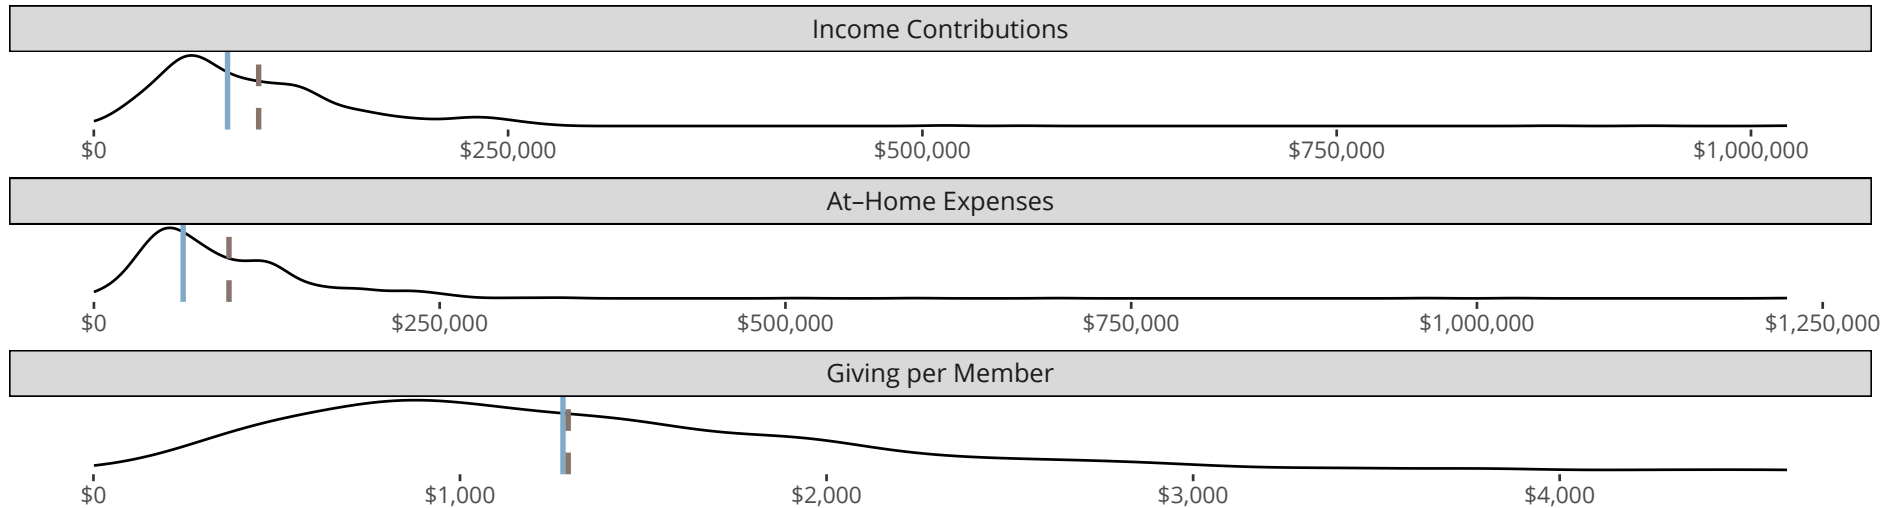 Income Contributions
$0 $250,000 $500,000 $750,000 $1,000,000
At–Home Expenses
$0 $250,000 $500,000 $750,000 $1,000,000 $1,250,000
Giving per Member
$0 $1,000 $2,000 $3,000 $4,000